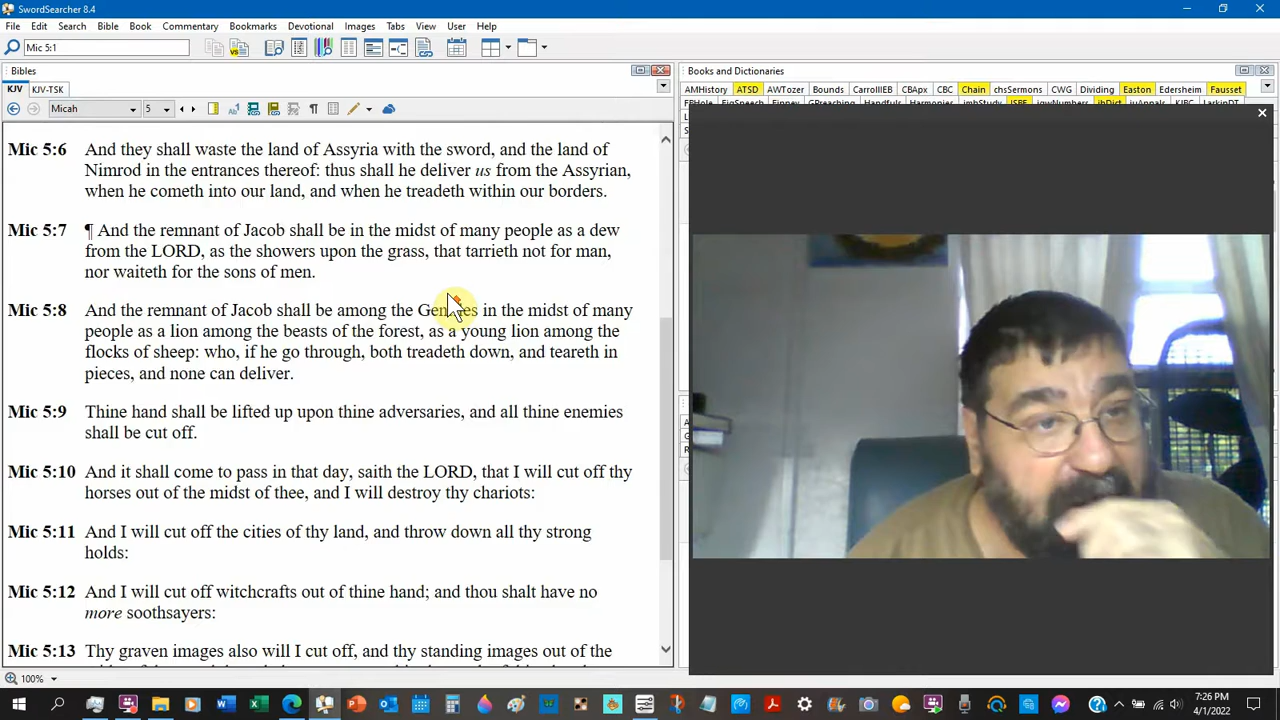 SwordSearcher 8.4
File Edit Search Bible Book Commentary Bookmarks Devotional Images Tabs View User Help
Mic 5:1
Bibles
KJV KJV-TSK
Micah 5
Mic 5:6 And they shall waste the land of Assyria with the sword, and the land of
Nimrod in the entrances thereof: thus shall he deliver us from the Assyrian,
when he cometh into our land, and when he treadeth within our borders.
Mic 5:7 ¶ And the remnant of Jacob shall be in the midst of many people as a dew
from the LORD, as the showers upon the grass, that tarrieth not for man,
nor waiteth for the sons of men.
Mic 5:8 And the remnant of Jacob shall be among the Gentiles in the midst of many
people as a lion among the beasts of the forest, as a young lion among the
flocks of sheep: who, if he go through, both treadeth down, and teareth in
pieces, and none can deliver.
Mic 5:9 Thine hand shall be lifted up upon thine adversaries, and all thine enemies
shall be cut off.
Mic 5:10 And it shall come to pass in that day, saith the LORD, that I will cut off thy
horses out of the midst of thee, and I will destroy thy chariots:
Mic 5:11 And I will cut off the cities of thy land, and throw down all thy strong
holds:
Mic 5:12 And I will cut off witchcrafts out of thine hand; and thou shalt have no
more soothsayers:
Mic 5:13 Thy graven images also will I cut off, and thy standing images out of the
100%
Books and Dictionaries
AMHistory ATSD AWTozer Bounds CarrollIEB CBApx CBC Chain chsSermons CWG Dividing Easton Edersheim Fausset
7:26 PM
4/1/2022